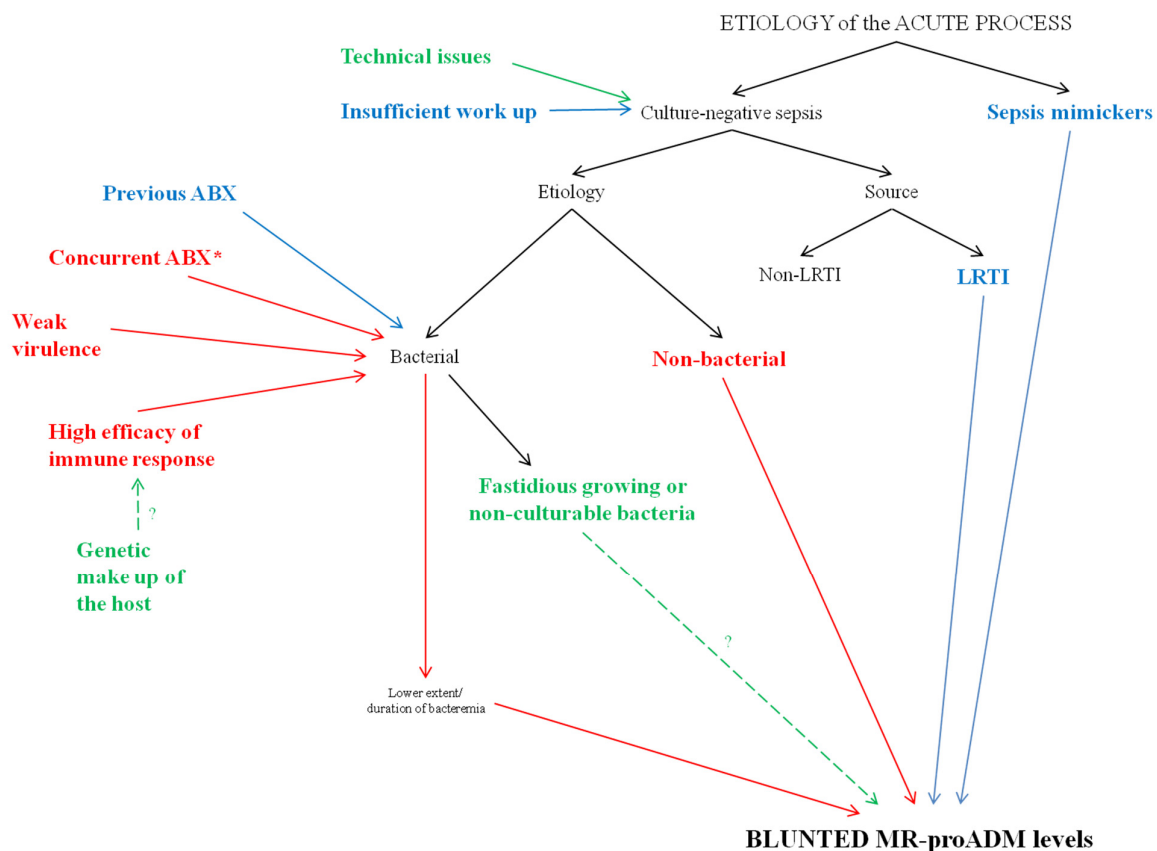 ETIOLOGY of the ACUTE PROCESS
Technical issues
Insufficient work up
Culture-negative sepsis
Sepsis mimickers
Previous ABX
Etiology
Source
Concurrent ABX*
Non-LRTI
LRTI
Weak
virulence
Bacterial
Non-bacterial
High efficacy of
immune response
Fastidious growing or
non-culturable bacteria
?
Genetic
make up of
the host
?
Lower extent/
duration of bacteremia
BLUNTED MR-proADM levels